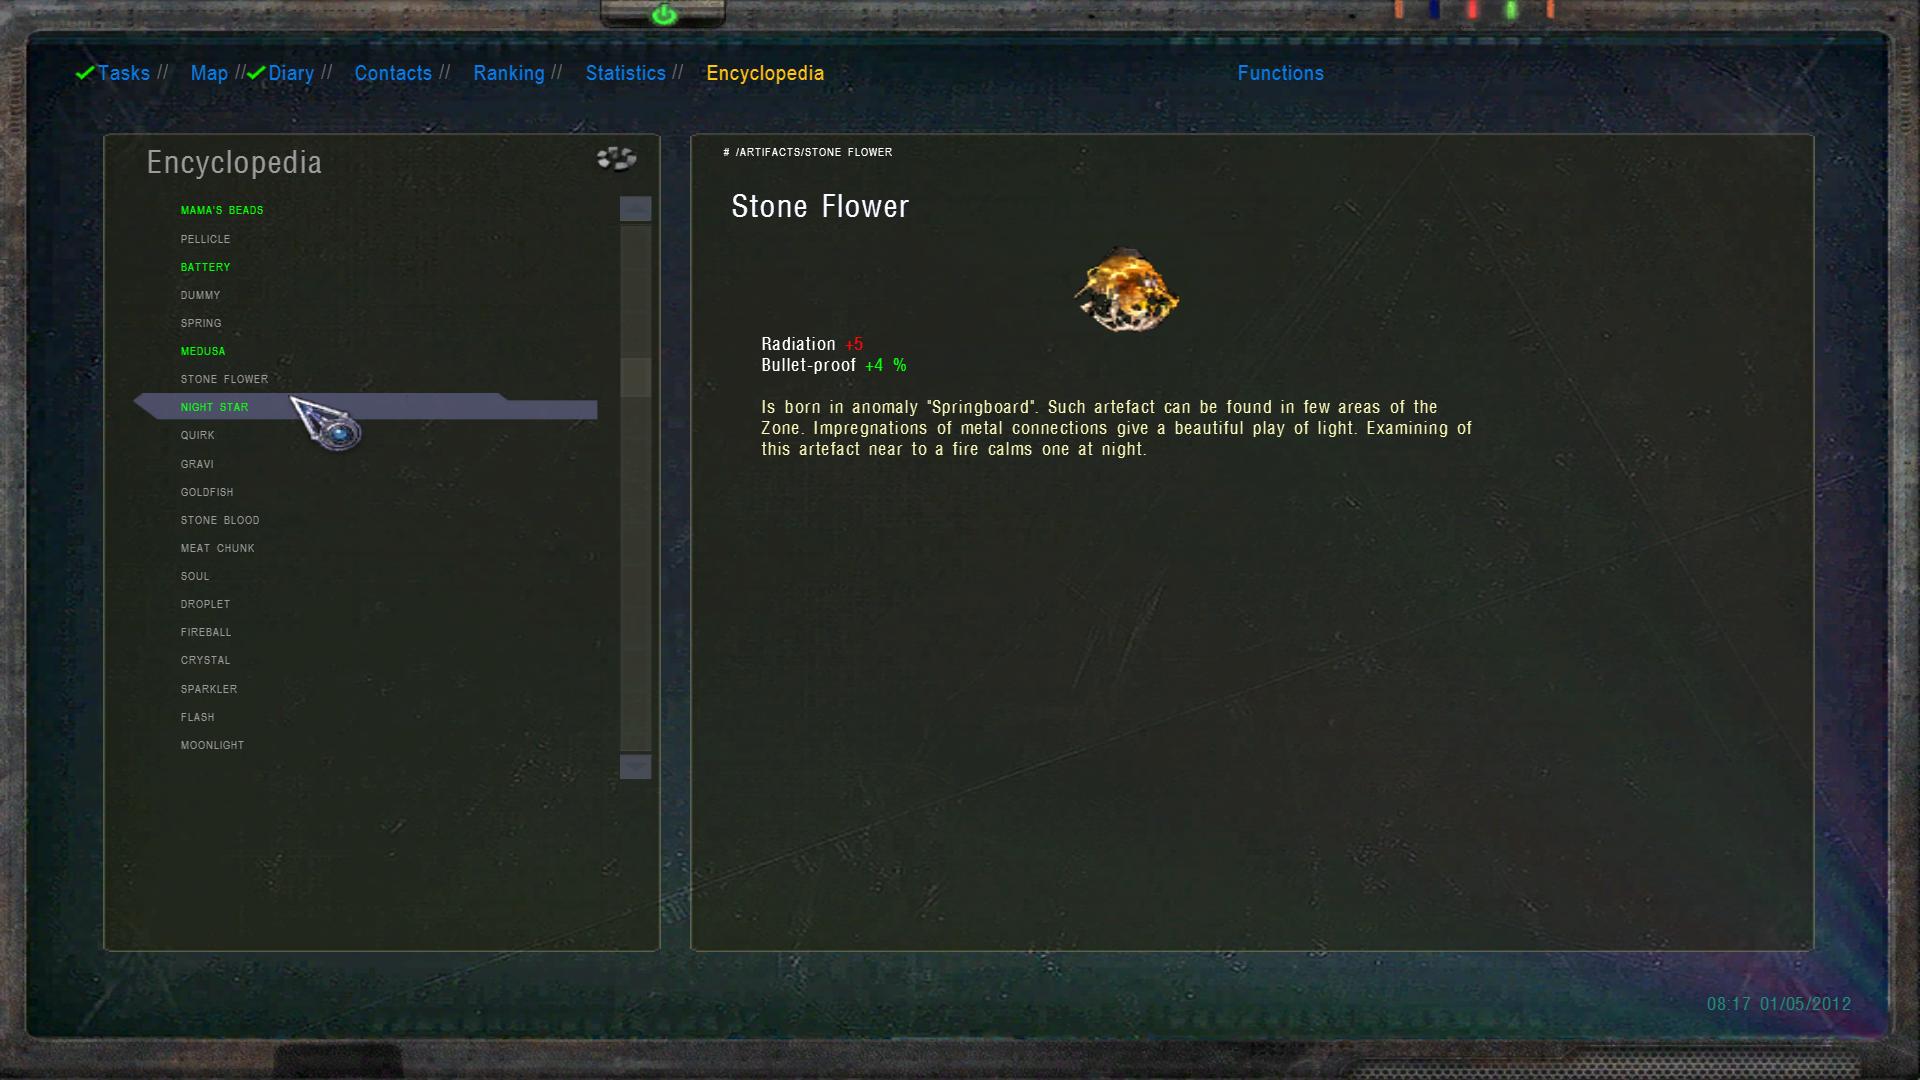 Tasks // Map // Diary // Contacts // Ranking // Statistics // Encyclopedia Functions
Encyclopedia
MAMA'S BEADS
PELLICLE
BATTERY
DUMMY
SPRING
MEDUSA
STONE FLOWER
NIGHT STAR
QUIRK
GRAVI
GOLDFISH
STONE BLOOD
MEAT CHUNK
SOUL
DROPLET
FIREBALL
CRYSTAL
SPARKLER
FLASH
MOONLIGHT
# /ARTIFACTS/STONE FLOWER
Stone Flower
Radiation +5
Bullet-proof +4 %
Is born in anomaly "Springboard". Such artefact can be found in few areas of the
Zone. Impregnations of metal connections give a beautiful play of light. Examining of
this artefact near to a fire calms one at night.
08:17 01/05/2012